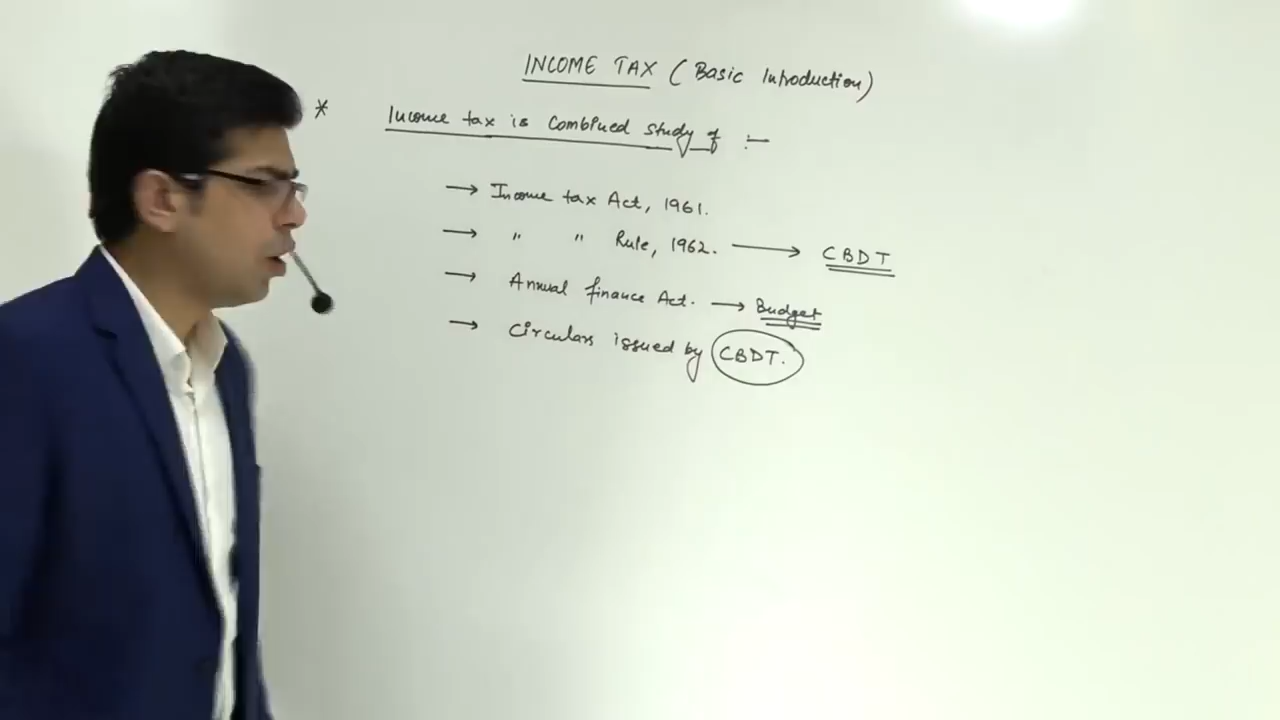 INCOME TAX (Basic Introduction)
* Income tax is Combined study of :-
→ Income tax Act, 1961.
→ " " Rule, 1962. → CBDT
→ Annual finance Act. → Budget
→ Circulars issued by CBDT.